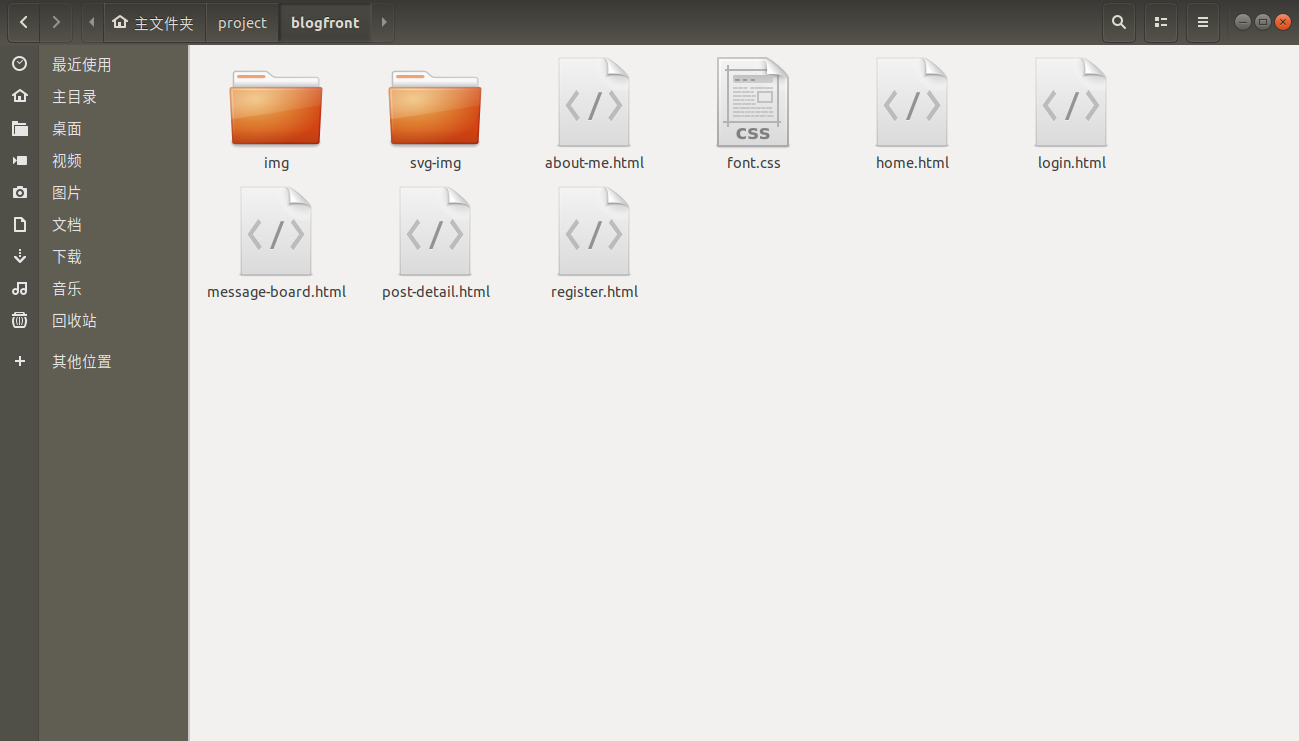 主文件夹 project blogfront
最近使用
主目录
桌面
视频
图片
文档
下载
音乐
回收站
其他位置
img svg-img about-me.html font.css home.html login.html
CSS
message-board.html post-detail.html register.html